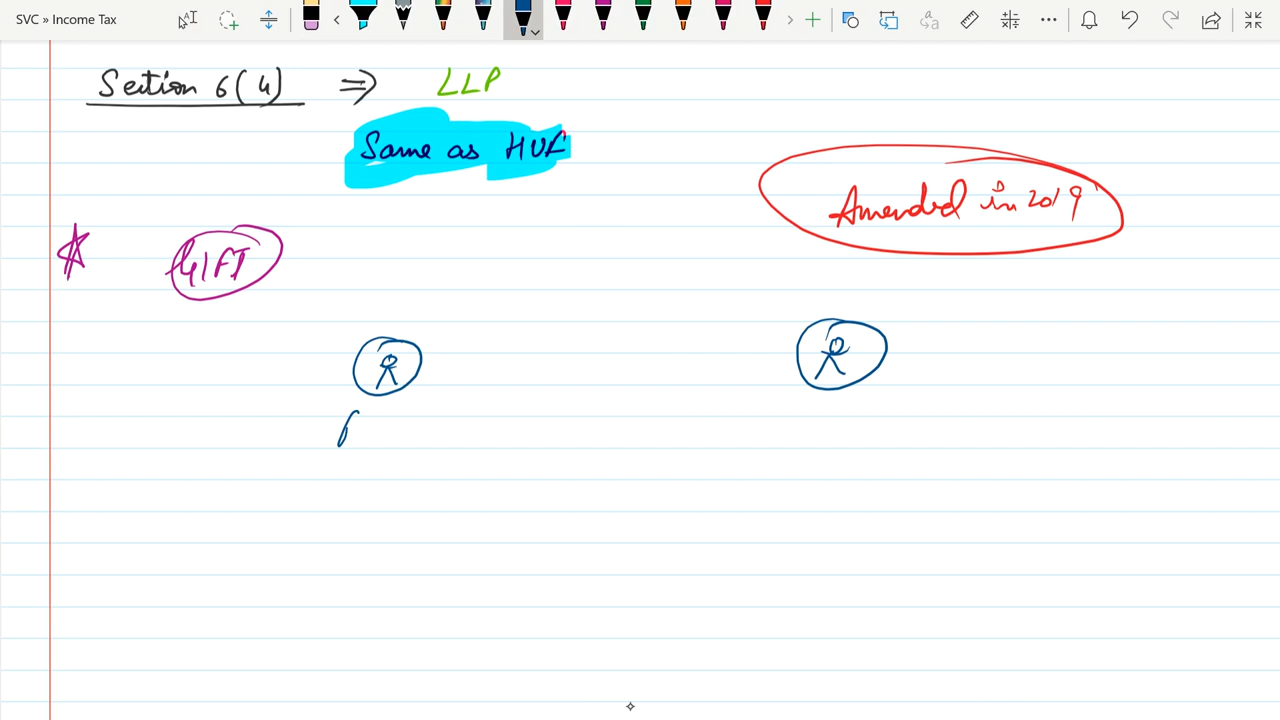 SVC » Income Tax
Section 6(4) ⇒ LLP
Same as HUF
Amended in 2019
GIFT